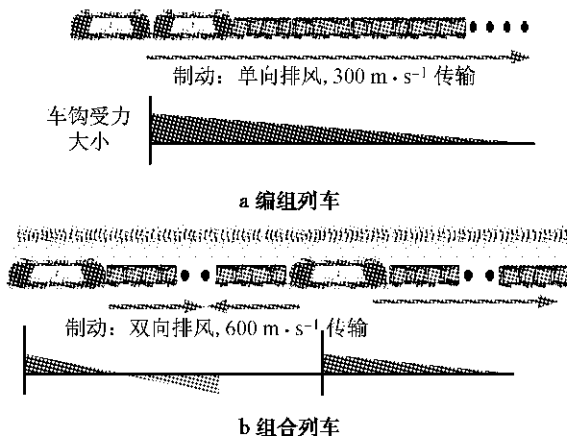 制动：单向排风，300 m·s⁻¹ 传输
车钩受力
大小
a 编组列车
制动：双向排风，600 m·s⁻¹ 传输
b 组合列车